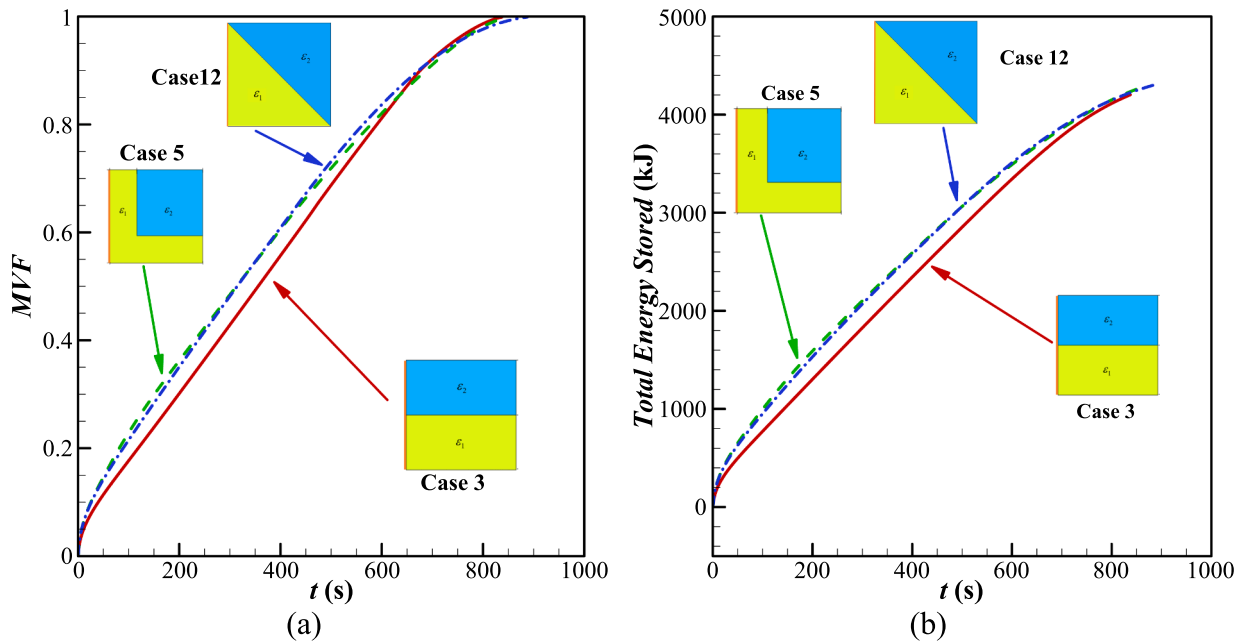 1
0.8
0.6
0.4
0.2
0
MVF
0
200
400
600
800
1000
t (s)
Case12
ε1
ε2
Case 5
ε1
ε2
ε2
ε1
Case 3
(a)
5000
4000
3000
2000
1000
0
Total Energy Stored (kJ)
0
200
400
600
800
1000
t (s)
Case 12
ε1
ε2
Case 5
ε1
ε2
ε2
ε1
Case 3
(b)